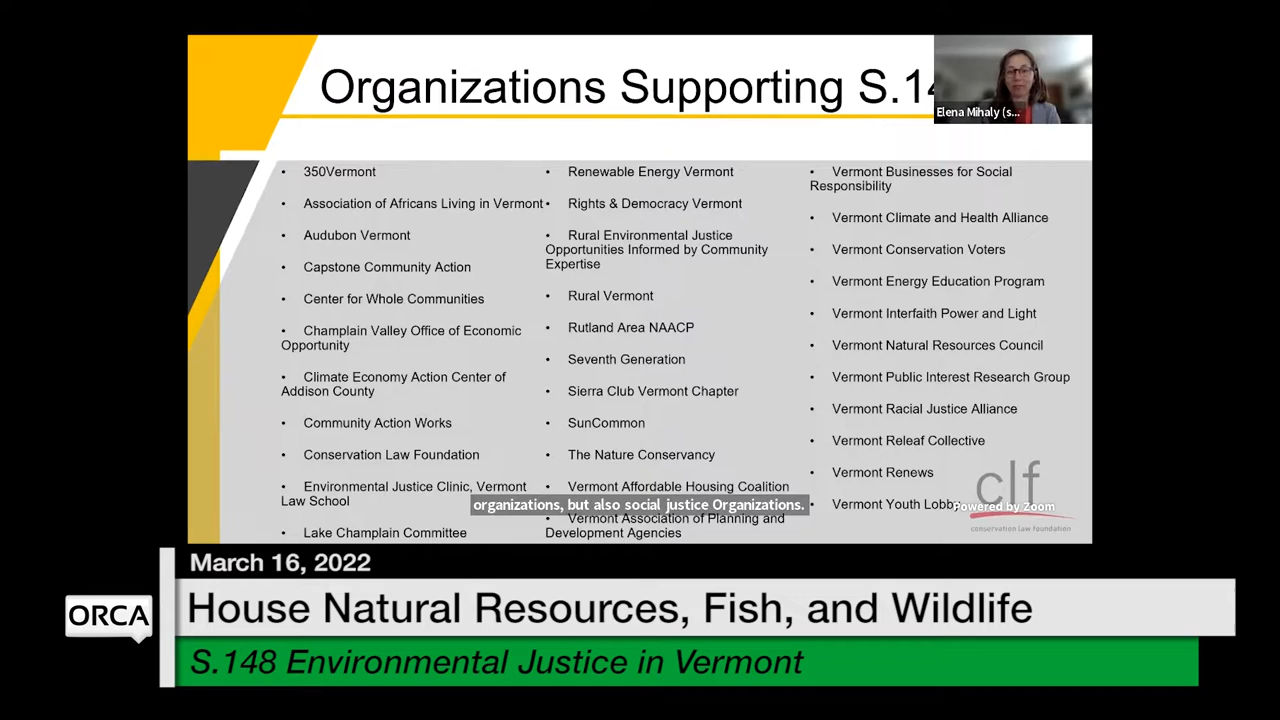 Organizations Supporting S.14
Elena Mihaly (s...
• 350Vermont
• Association of Africans Living in Vermont
• Audubon Vermont
• Capstone Community Action
• Center for Whole Communities
• Champlain Valley Office of Economic
Opportunity
• Climate Economy Action Center of
Addison County
• Community Action Works
• Conservation Law Foundation
• Environmental Justice Clinic, Vermont
Law School
• Lake Champlain Committee
• Renewable Energy Vermont
• Rights & Democracy Vermont
• Rural Environmental Justice
Opportunities Informed by Community
Expertise
• Rural Vermont
• Rutland Area NAACP
• Seventh Generation
• Sierra Club Vermont Chapter
• SunCommon
• The Nature Conservancy
• Vermont Affordable Housing Coalition
• Vermont Association of Planning and
Development Agencies
• Vermont Businesses for Social
Responsibility
• Vermont Climate and Health Alliance
• Vermont Conservation Voters
• Vermont Energy Education Program
• Vermont Interfaith Power and Light
• Vermont Natural Resources Council
• Vermont Public Interest Research Group
• Vermont Racial Justice Alliance
• Vermont Releaf Collective
• Vermont Renews
• Vermont Youth Lobby
clf
conservation law foundation
Powered by Zoom
organizations, but also social justice Organizations.
March 16, 2022
ORCA
House Natural Resources, Fish, and Wildlife
S.148 Environmental Justice in Vermont